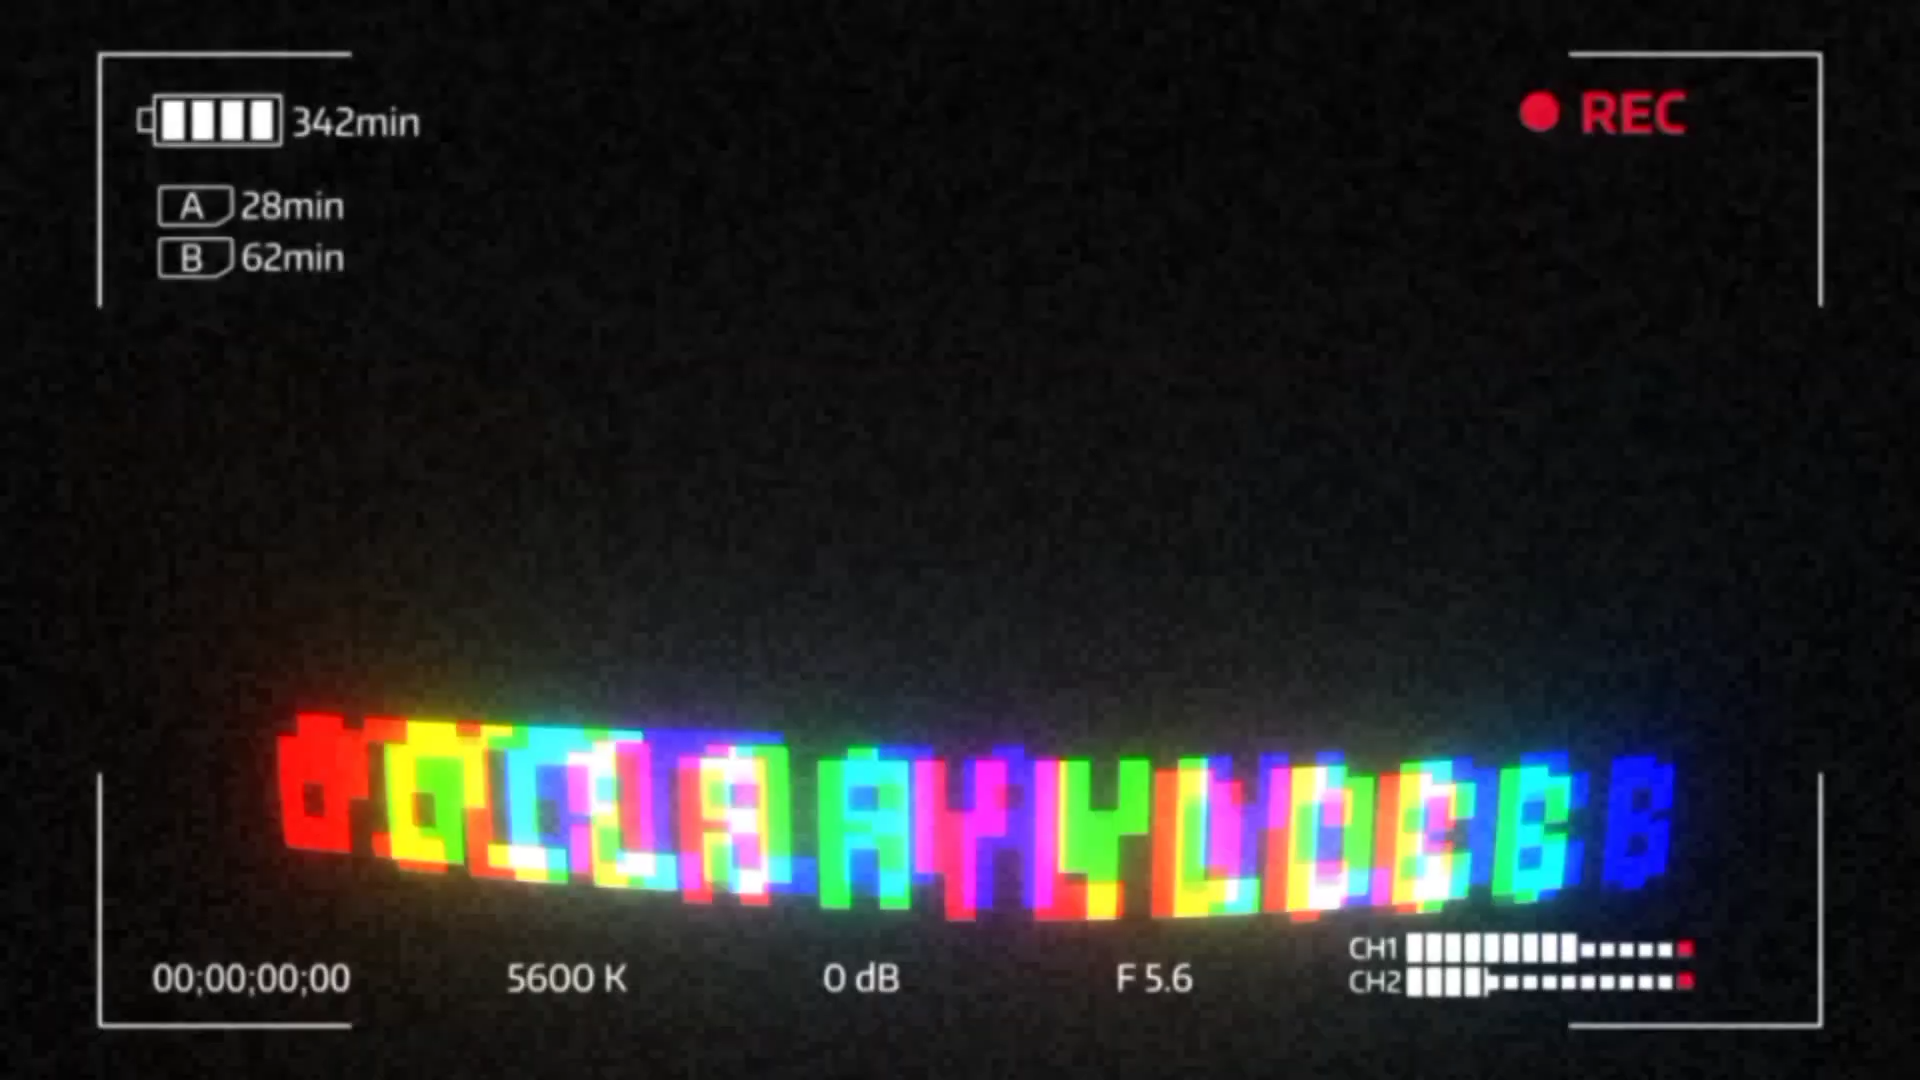 342min
REC
A 28min
B 62min
00;00;00;00
5600 K
0 dB
F 5.6
CH1
CH2